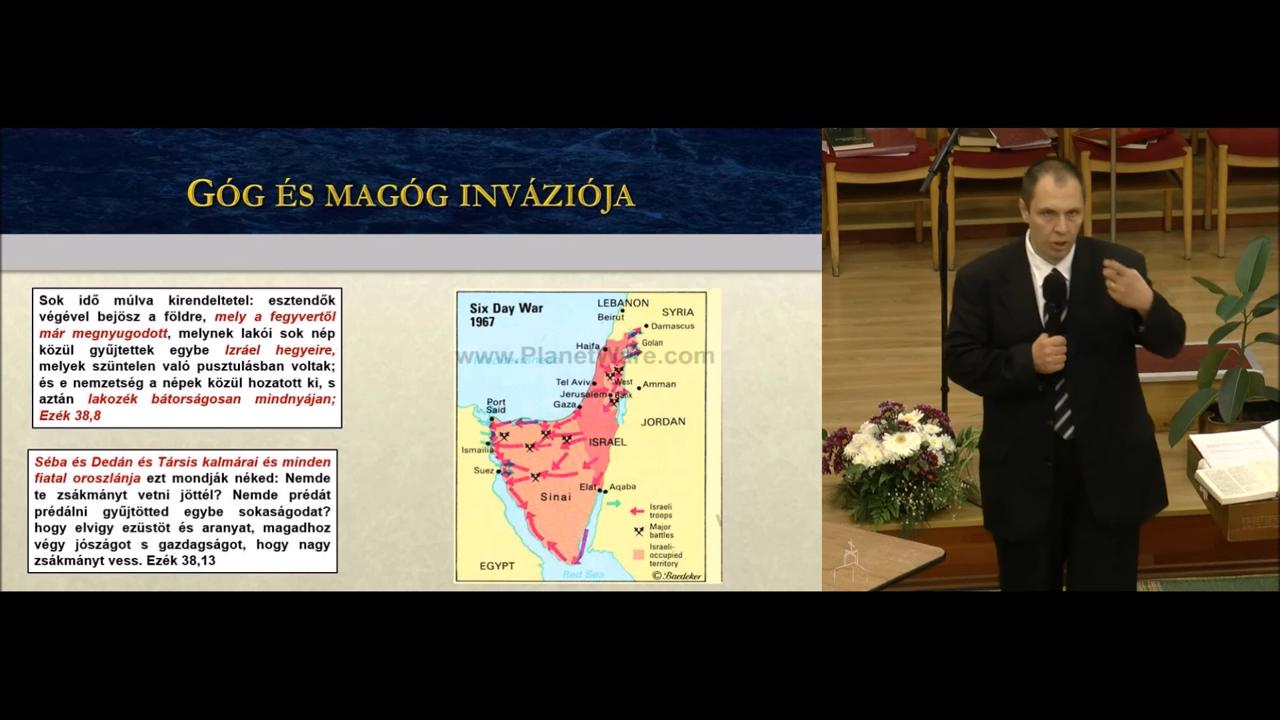 GÓG ÉS MAGÓG INVÁZIÓJA
Sok idő múlva kirendeltetel: esztendők
végével bejösz a földre, mely a fegyvertől
már megnyugodott, melynek lakói sok nép
közül gyűjtettek egybe Izráel hegyeire,
melyek szüntelen való pusztulásban voltak;
és e nemzetség a népek közül hozatott ki, s
aztán lakozék bátorságosan mindnyájan;
Ezék 38,8
Séba és Dedán és Társis kalmárai és minden
fiatal oroszlánja ezt mondják néked: Nemde
te zsákmányt vetni jöttél? Nemde prédát
prédálni gyűjtötted egybe sokaságodat?
hogy elvigy ezüstöt és aranyat, magadhoz
végy jószágot s gazdagságot, hogy nagy
zsákmányt vess. Ezék 38,13
Six Day War
1967
LEBANON
Beirut
SYRIA
Damascus
Golan
Haifa
www.PlanetWare.com
Tel Aviv
West
Bank
Amman
Jerusalem
Gaza
Port
Said
JORDAN
ISRAEL
Ismailia
Suez
Sinai
Elat
Aqaba
Israeli
troops
Major
battles
Israeli-
occupied
territory
EGYPT
Red Sea
© Baedeker